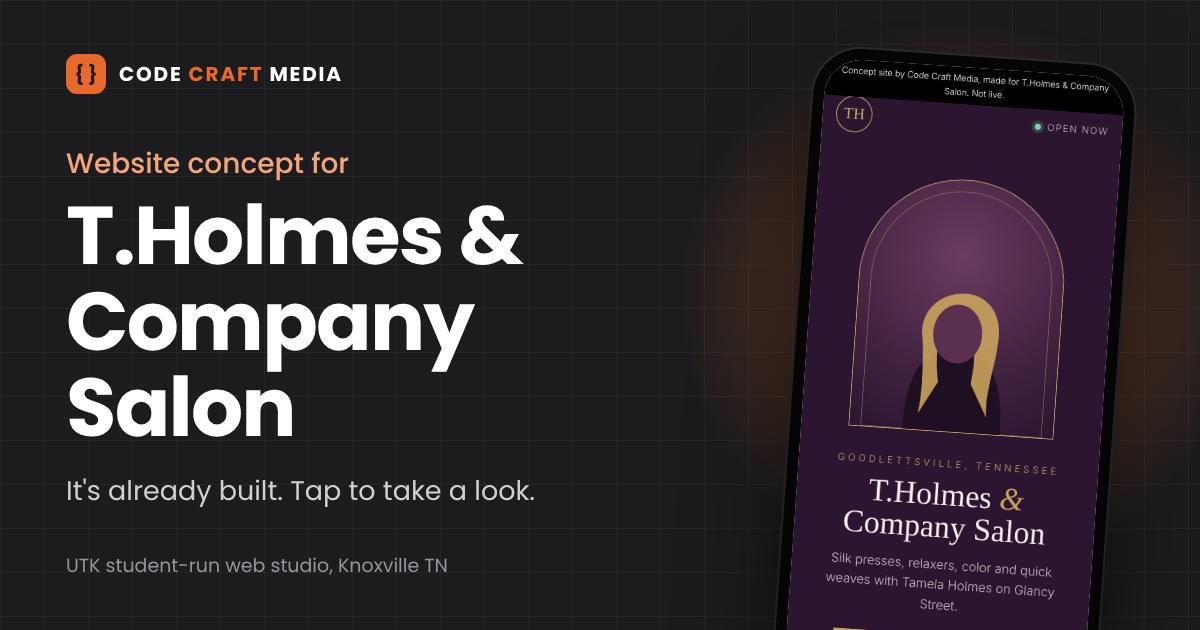 { } CODE CRAFT MEDIA
Website concept for
T.Holmes &
Company
Salon
It's already built. Tap to take a look.
UTK student-run web studio, Knoxville TN
Concept site by Code Craft Media, made for T.Holmes & Company
Salon. Not live.
TH
OPEN NOW
GOODLETTSVILLE, TENNESSEE
T.Holmes &
Company Salon
Silk presses, relaxers, color and quick
weaves with Tamela Holmes on Glancy
Street.